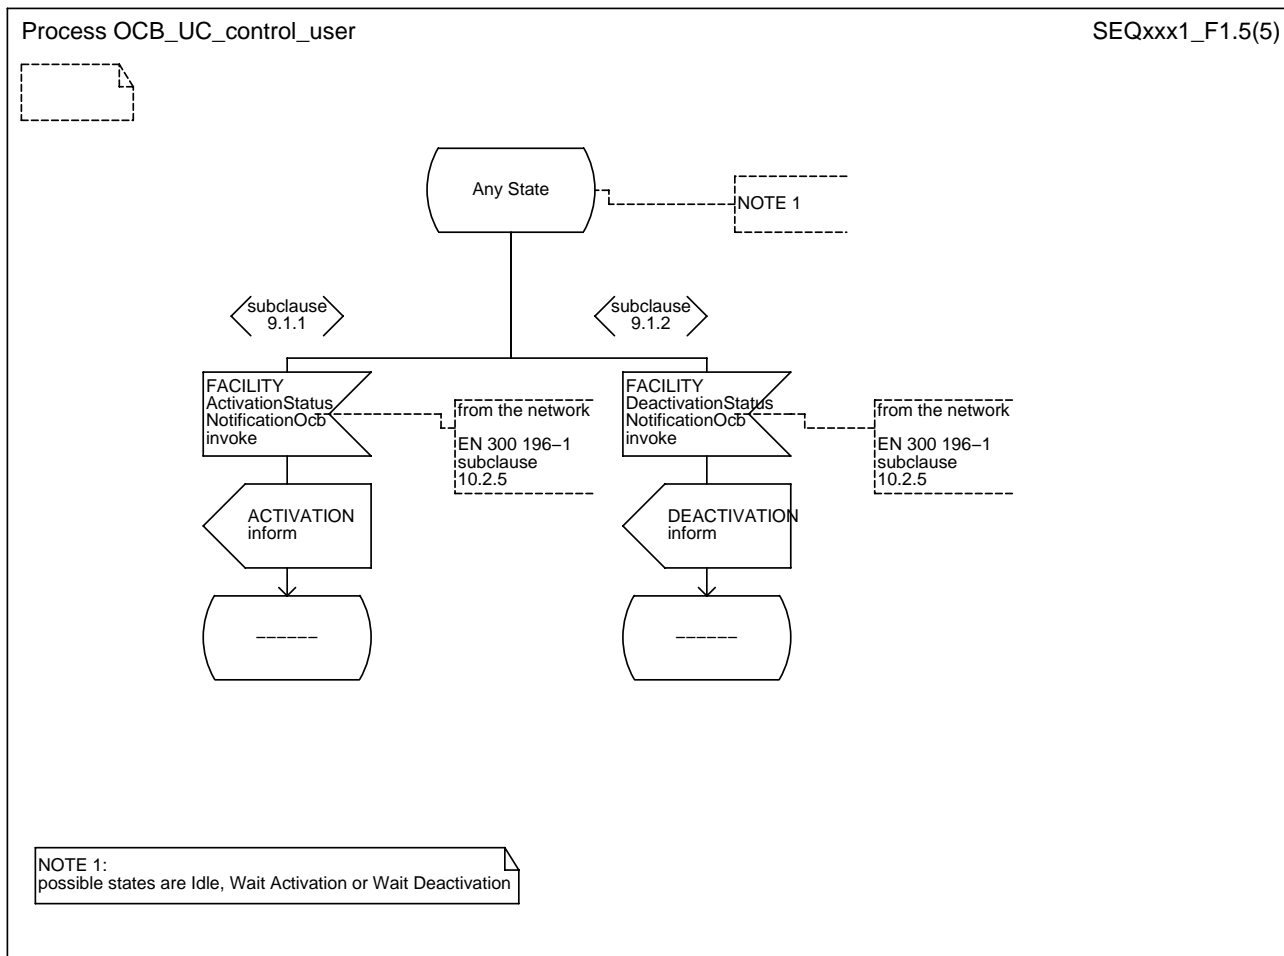 Process OCB_UC_control_user
SEQxxx1_F1.5(5)
Any State
NOTE 1
subclause
9.1.1
subclause
9.1.2
FACILITY
ActivationStatus
NotificationOcb
invoke
from the network
EN 300 196−1
subclause
10.2.5
FACILITY
DeactivationStatus
NotificationOcb
invoke
from the network
EN 300 196−1
subclause
10.2.5
ACTIVATION
inform
DEACTIVATION
inform
−−−−−−
−−−−−−
NOTE 1:
possible states are Idle, Wait Activation or Wait Deactivation